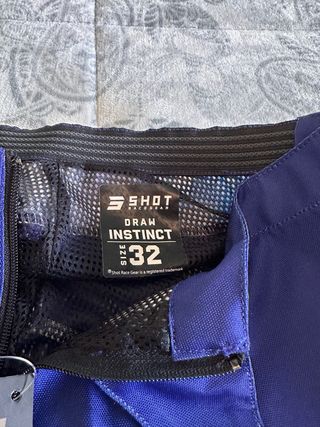 SHOT
RACE GEAR
DRAW
INSTINCT
SIZE 32
®Shot Race Gear is a registered trademark